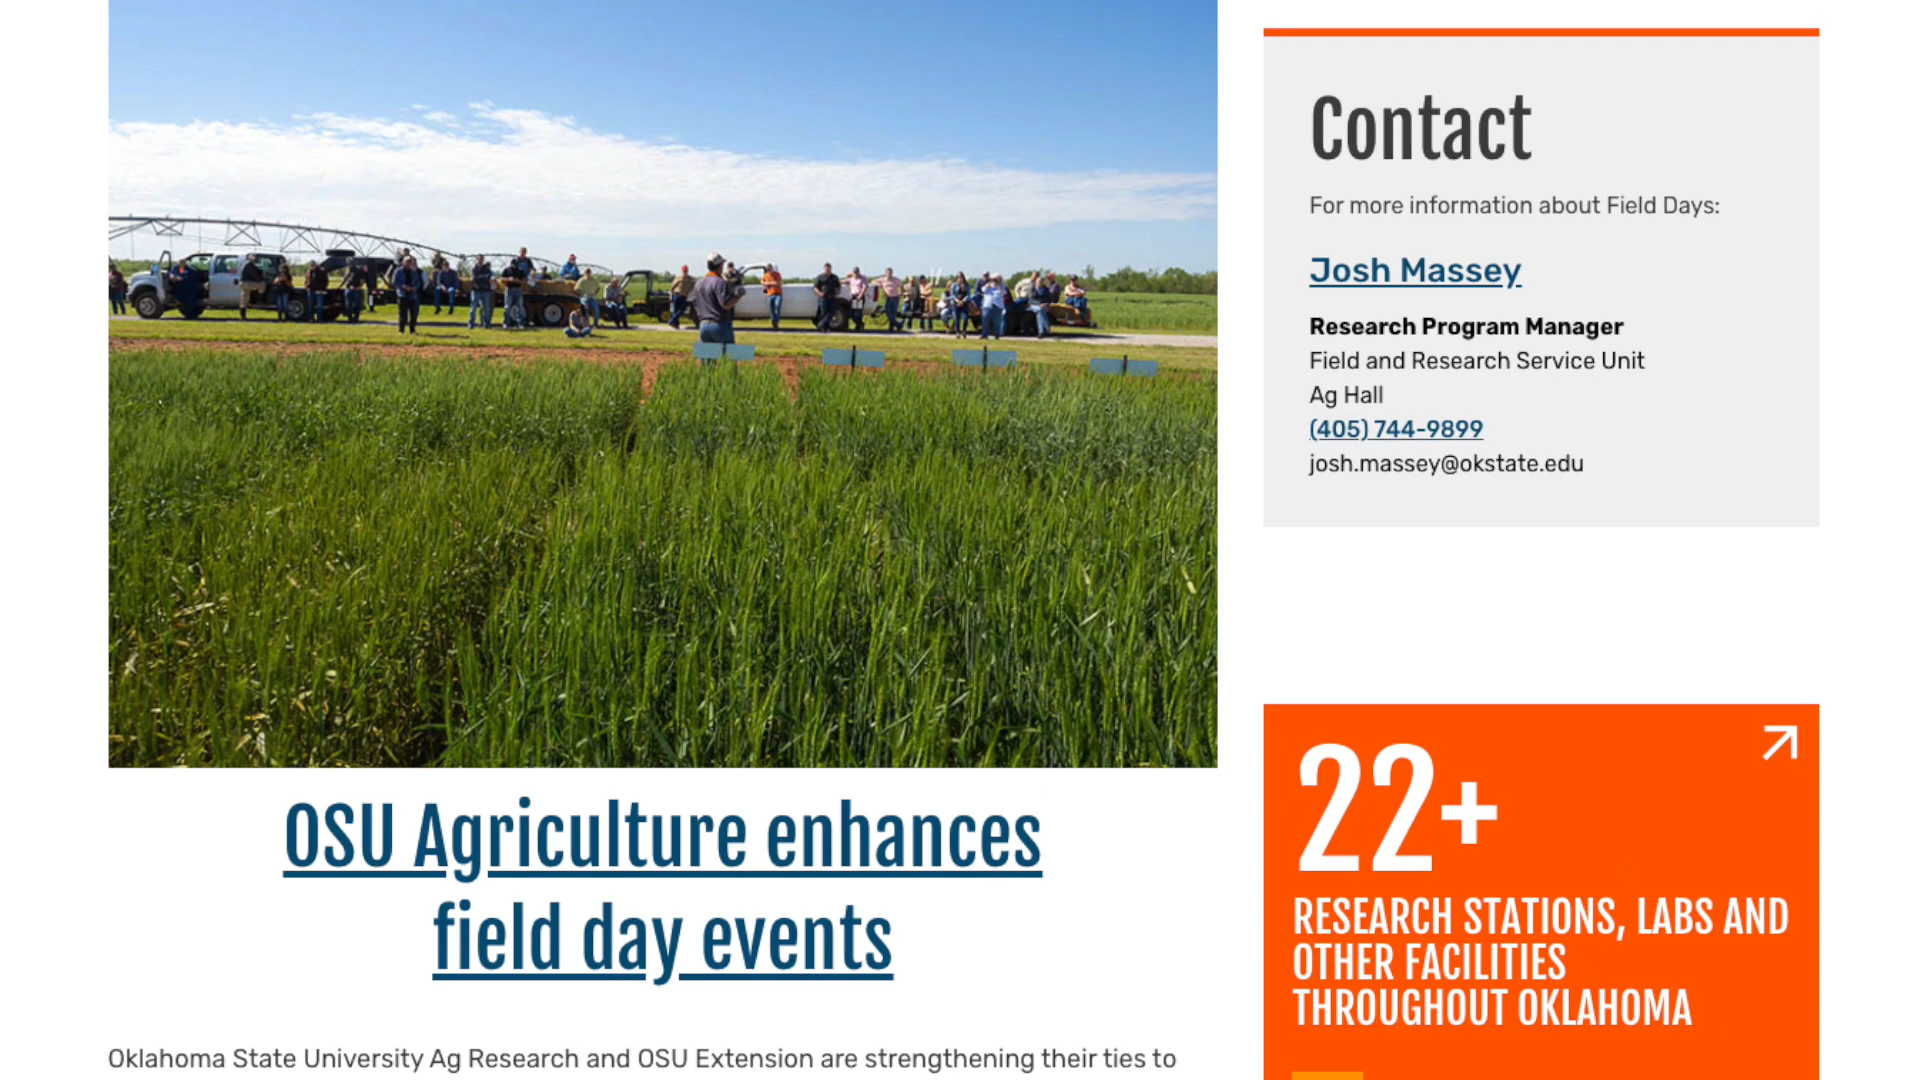 OSU Agriculture enhances
field day events
Oklahoma State University Ag Research and OSU Extension are strengthening their ties to
Contact
For more information about Field Days:
Josh Massey
Research Program Manager
Field and Research Service Unit
Ag Hall
(405) 744-9899
josh.massey@okstate.edu
22+
RESEARCH STATIONS, LABS AND
OTHER FACILITIES
THROUGHOUT OKLAHOMA